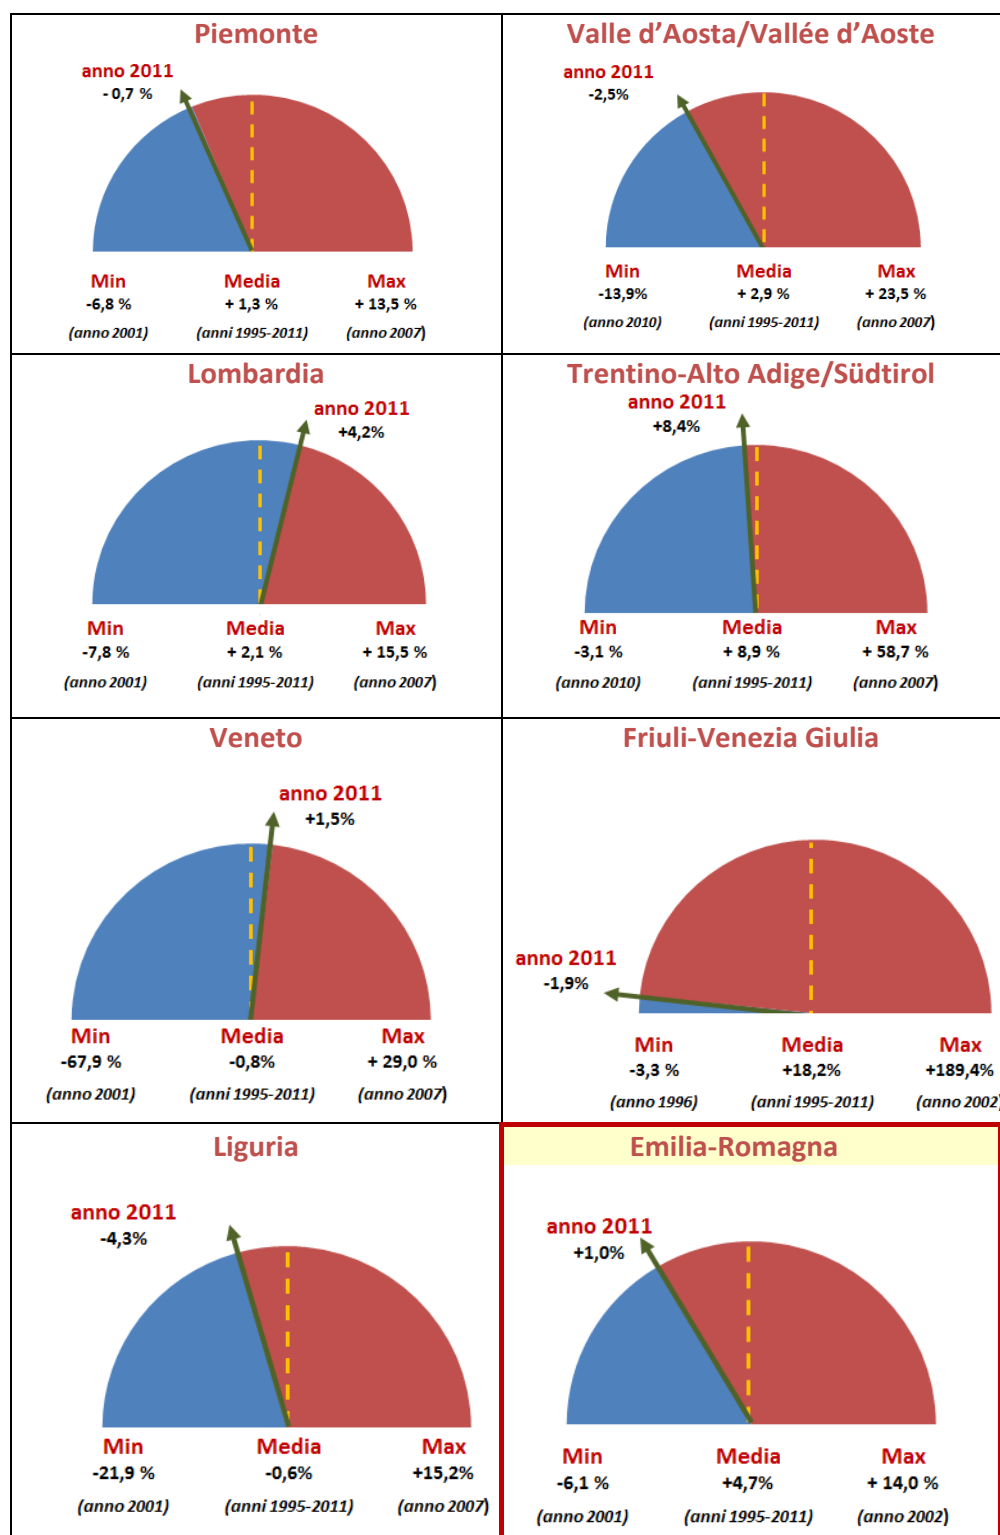 Piemonte
anno 2011
- 0,7 %
Min Media Max
-6,8 % + 1,3 % + 13,5 %
(anno 2001) (anni 1995-2011) (anno 2007)
Valle d’Aosta/Vallée d’Aoste
anno 2011
-2,5%
Min Media Max
-13,9% + 2,9 % + 23,5 %
(anno 2010) (anni 1995-2011) (anno 2007)
Lombardia
anno 2011
+4,2%
Min Media Max
-7,8 % + 2,1 % + 15,5 %
(anno 2001) (anni 1995-2011) (anno 2007)
Trentino-Alto Adige/Südtirol
anno 2011
+8,4%
Min Media Max
-3,1 % + 8,9 % + 58,7 %
(anno 2010) (anni 1995-2011) (anno 2007)
Veneto
anno 2011
+1,5%
Min Media Max
-67,9 % -0,8% + 29,0 %
(anno 2001) (anni 1995-2011) (anno 2007)
Friuli-Venezia Giulia
anno 2011
-1,9%
Min Media Max
-3,3 % +18,2% +189,4%
(anno 1996) (anni 1995-2011) (anno 2002)
Liguria
anno 2011
-4,3%
Min Media Max
-21,9 % -0,6% +15,2%
(anno 2001) (anni 1995-2011) (anno 2007)
Emilia-Romagna
anno 2011
+1,0%
Min Media Max
-6,1 % +4,7% + 14,0 %
(anno 2001) (anni 1995-2011) (anno 2002)